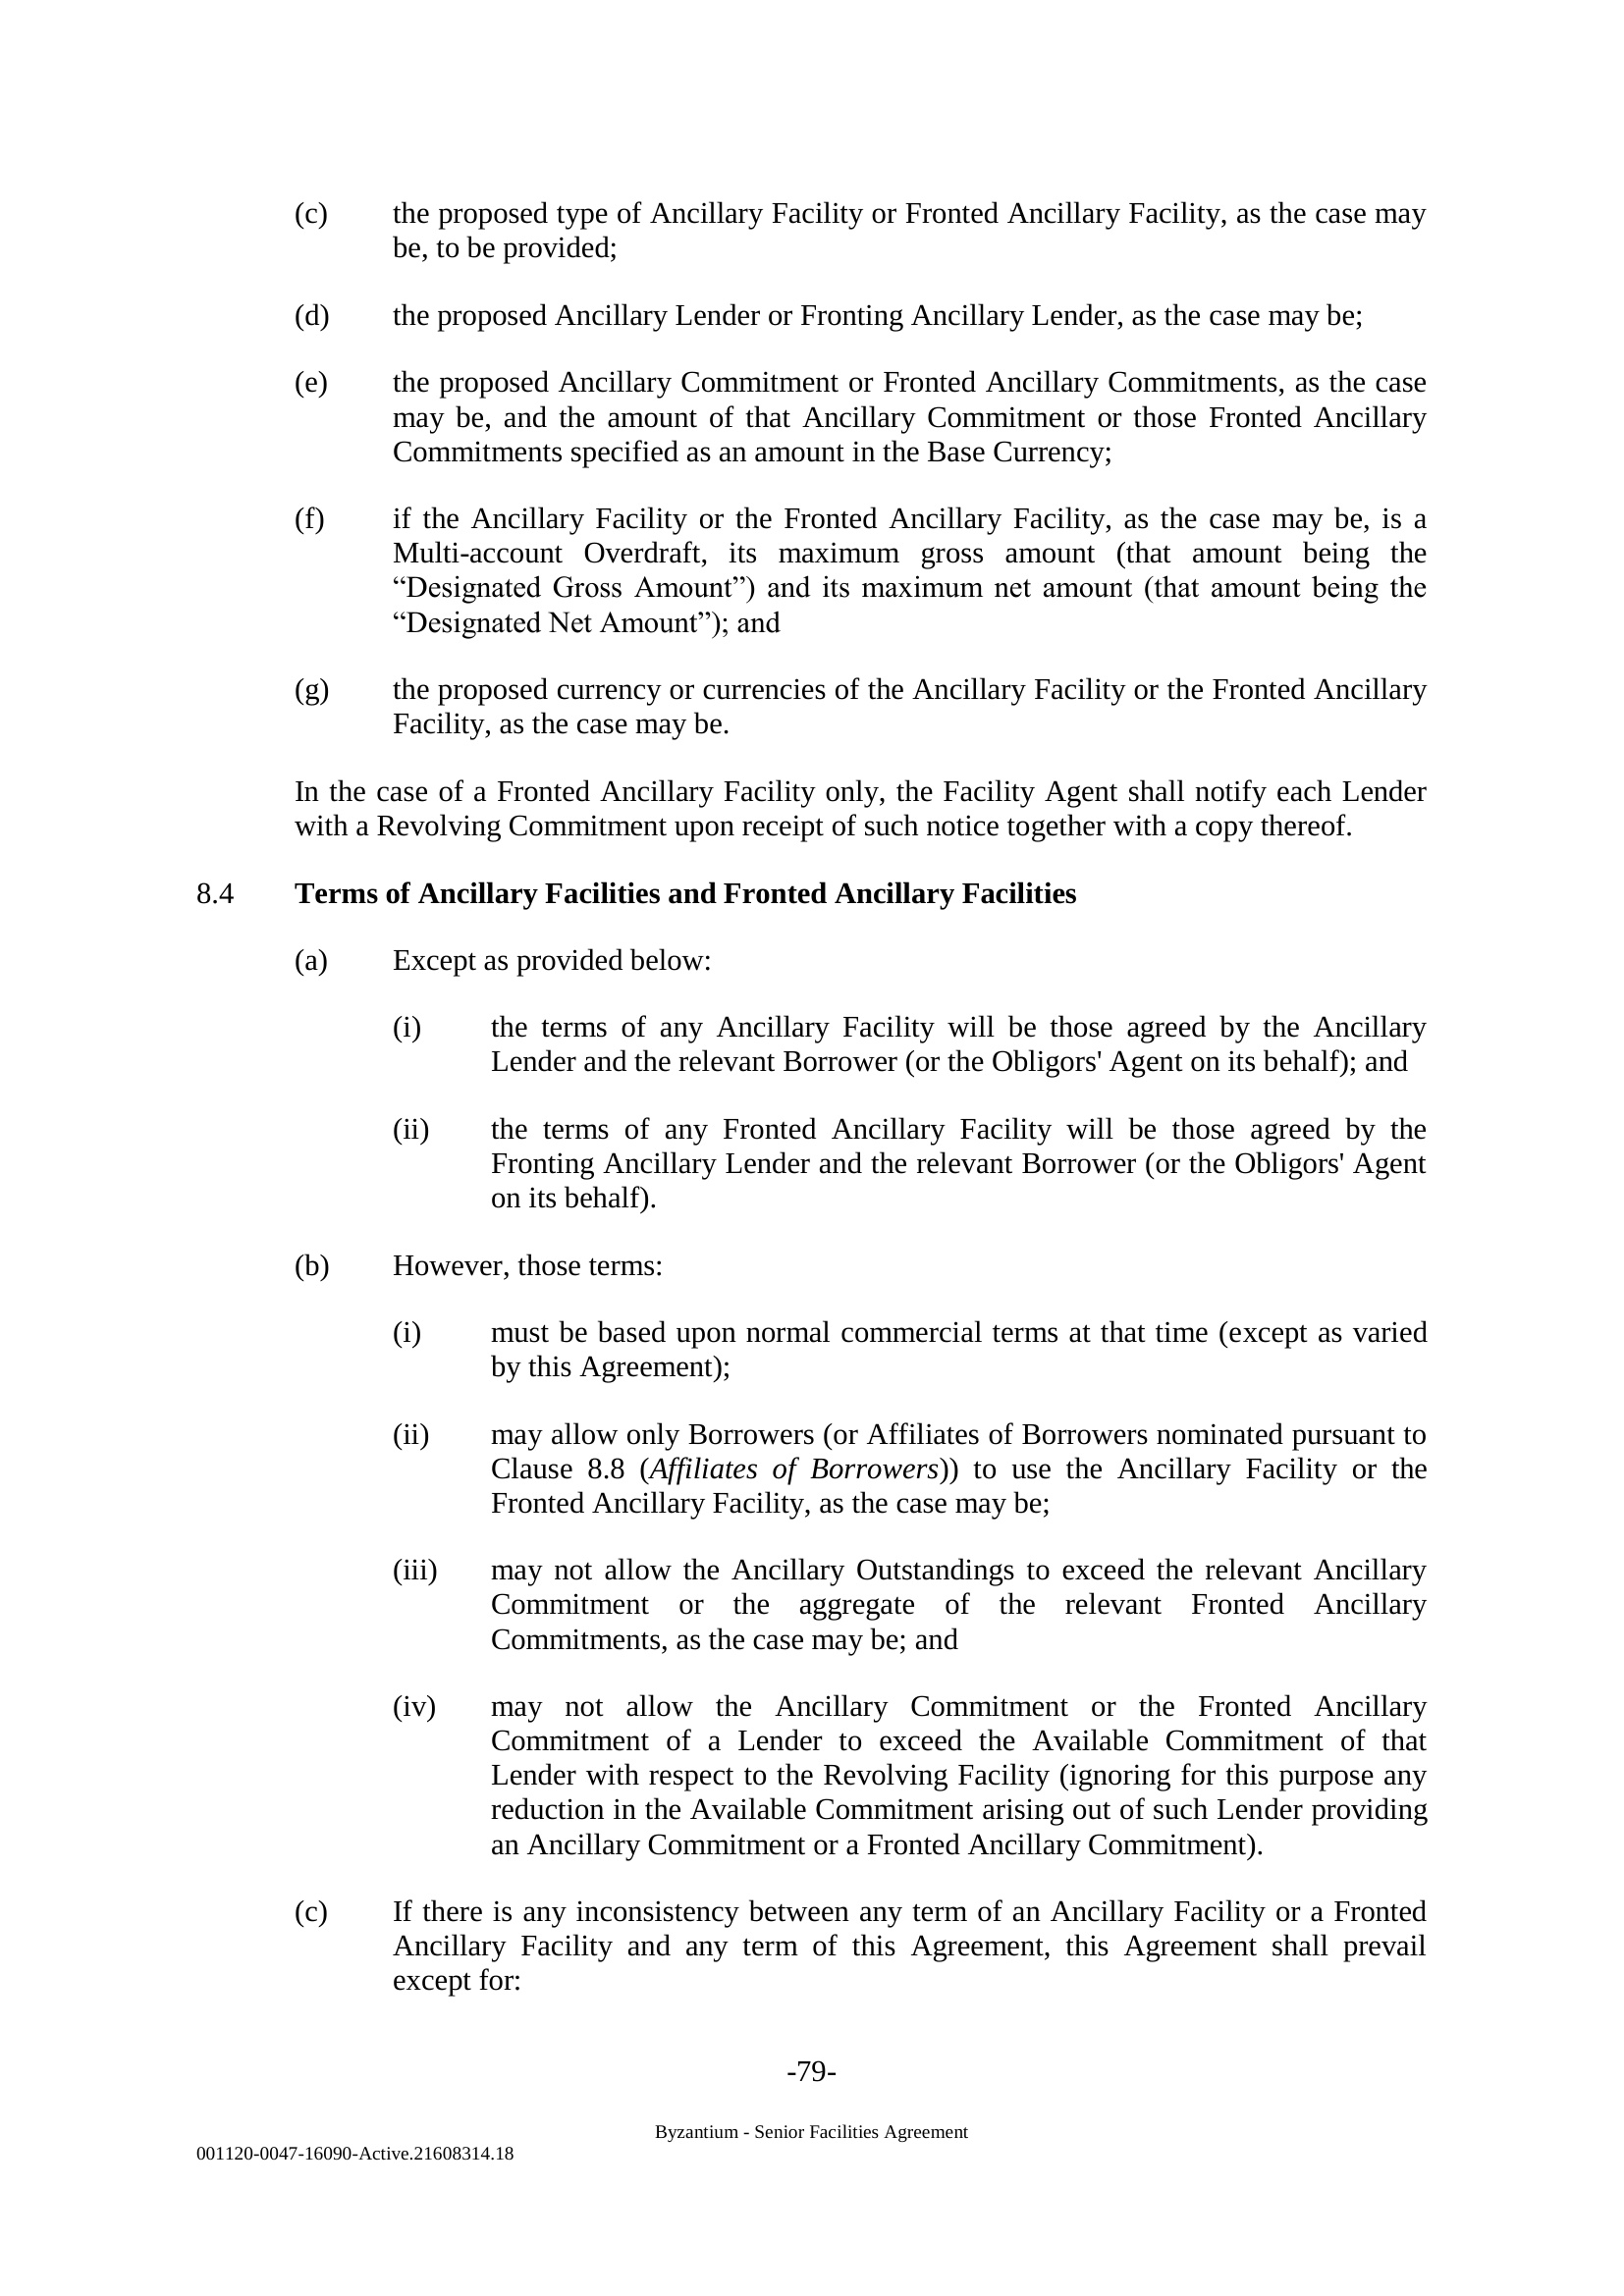 (c) the proposed type of Ancillary Facility or Fronted Ancillary Facility, as the case may
be, to be provided;
(d) the proposed Ancillary Lender or Fronting Ancillary Lender, as the case may be;
(e) the proposed Ancillary Commitment or Fronted Ancillary Commitments, as the case
may be, and the amount of that Ancillary Commitment or those Fronted Ancillary
Commitments specified as an amount in the Base Currency;
(f) if the Ancillary Facility or the Fronted Ancillary Facility, as the case may be, is a
Multi-account Overdraft, its maximum gross amount (that amount being the
“Designated Gross Amount”) and its maximum net amount (that amount being the
“Designated Net Amount”); and
(g) the proposed currency or currencies of the Ancillary Facility or the Fronted Ancillary
Facility, as the case may be.
In the case of a Fronted Ancillary Facility only, the Facility Agent shall notify each Lender
with a Revolving Commitment upon receipt of such notice together with a copy thereof.
8.4 Terms of Ancillary Facilities and Fronted Ancillary Facilities
(a) Except as provided below:
(i) the terms of any Ancillary Facility will be those agreed by the Ancillary
Lender and the relevant Borrower (or the Obligors' Agent on its behalf); and
(ii) the terms of any Fronted Ancillary Facility will be those agreed by the
Fronting Ancillary Lender and the relevant Borrower (or the Obligors' Agent
on its behalf).
(b) However, those terms:
(i) must be based upon normal commercial terms at that time (except as varied
by this Agreement);
(ii) may allow only Borrowers (or Affiliates of Borrowers nominated pursuant to
Clause 8.8 (Affiliates of Borrowers)) to use the Ancillary Facility or the
Fronted Ancillary Facility, as the case may be;
(iii) may not allow the Ancillary Outstandings to exceed the relevant Ancillary
Commitment or the aggregate of the relevant Fronted Ancillary
Commitments, as the case may be; and
(iv) may not allow the Ancillary Commitment or the Fronted Ancillary
Commitment of a Lender to exceed the Available Commitment of that
Lender with respect to the Revolving Facility (ignoring for this purpose any
reduction in the Available Commitment arising out of such Lender providing
an Ancillary Commitment or a Fronted Ancillary Commitment).
(c) If there is any inconsistency between any term of an Ancillary Facility or a Fronted
Ancillary Facility and any term of this Agreement, this Agreement shall prevail
except for:
-79-
Byzantium - Senior Facilities Agreement
001120-0047-16090-Active.21608314.18